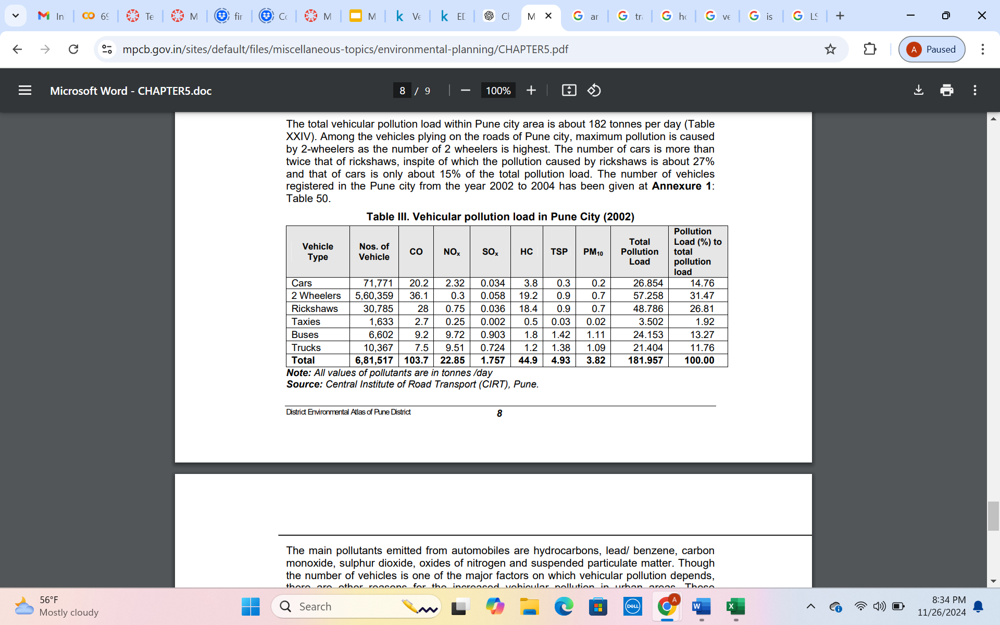 In
69
Te
M
fir
Co
M
M
k
Ve
k
EL
Ch
M
G
ar
G
tra
G
ho
G
ve
G
is
G
LS
mpcb.gov.in/sites/default/files/miscellaneous-topics/environmental-planning/CHAPTER5.pdf
A
Paused
Microsoft Word - CHAPTER5.doc
8 / 9
100%
The total vehicular pollution load within Pune city area is about 182 tonnes per day (Table
XXIV). Among the vehicles plying on the roads of Pune city, maximum pollution is caused
by 2-wheelers as the number of 2 wheelers is highest. The number of cars is more than
twice that of rickshaws, inspite of which the pollution caused by rickshaws is about 27%
and that of cars is only about 15% of the total pollution load. The number of vehicles
registered in the Pune city from the year 2002 to 2004 has been given at Annexure 1:
Table 50.
Table III. Vehicular pollution load in Pune City (2002)
Vehicle Type Nos. of Vehicle CO NOx SOx HC TSP PM10 Total Pollution Load Pollution Load (%) to total pollution load
Cars 71,771 20.2 2.32 0.034 3.8 0.3 0.2 26.854 14.76
2 Wheelers 5,60,359 36.1 0.3 0.058 19.2 0.9 0.7 57.258 31.47
Rickshaws 30,785 28 0.75 0.036 18.4 0.9 0.7 48.786 26.81
Taxies 1,633 2.7 0.25 0.002 0.5 0.03 0.02 3.502 1.92
Buses 6,602 9.2 9.72 0.903 1.8 1.42 1.11 24.153 13.27
Trucks 10,367 7.5 9.51 0.724 1.2 1.38 1.09 21.404 11.76
Total 6,81,517 103.7 22.85 1.757 44.9 4.93 3.82 181.957 100.00
Note: All values of pollutants are in tonnes /day
Source: Central Institute of Road Transport (CIRT), Pune.
District Environmental Atlas of Pune District 8
The main pollutants emitted from automobiles are hydrocarbons, lead/ benzene, carbon
monoxide, sulphur dioxide, oxides of nitrogen and suspended particulate matter. Though
the number of vehicles is one of the major factors on which vehicular pollution depends,
there are other reasons for the increased vehicular pollution in urban areas. These
56°F
Mostly cloudy
Search
DELL
A
W
X
8:34 PM
11/26/2024